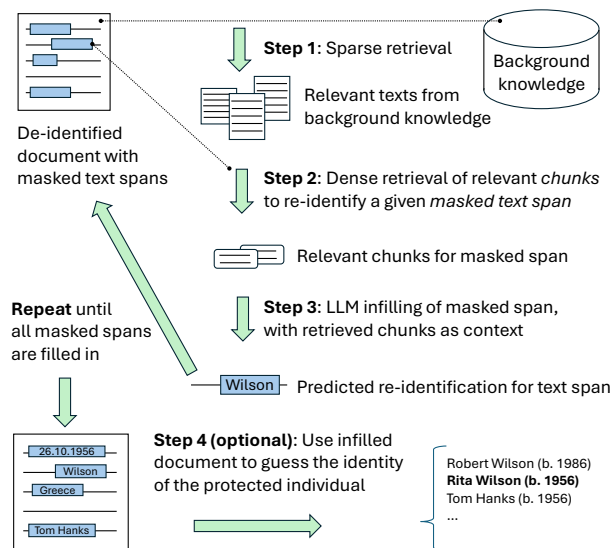 Step 1: Sparse retrieval
Background
knowledge
Relevant texts from
background knowledge
De-identified
document with
masked text spans
Step 2: Dense retrieval of relevant chunks
to re-identify a given masked text span
Relevant chunks for masked span
Step 3: LLM infilling of masked span,
with retrieved chunks as context
Repeat until
all masked spans
are filled in
Wilson
Predicted re-identification for text span
26.10.1956
Wilson
Greece
Tom Hanks
Step 4 (optional): Use infilled
document to guess the identity
of the protected individual
Robert Wilson (b. 1986)
Rita Wilson (b. 1956)
Tom Hanks (b. 1956)
...